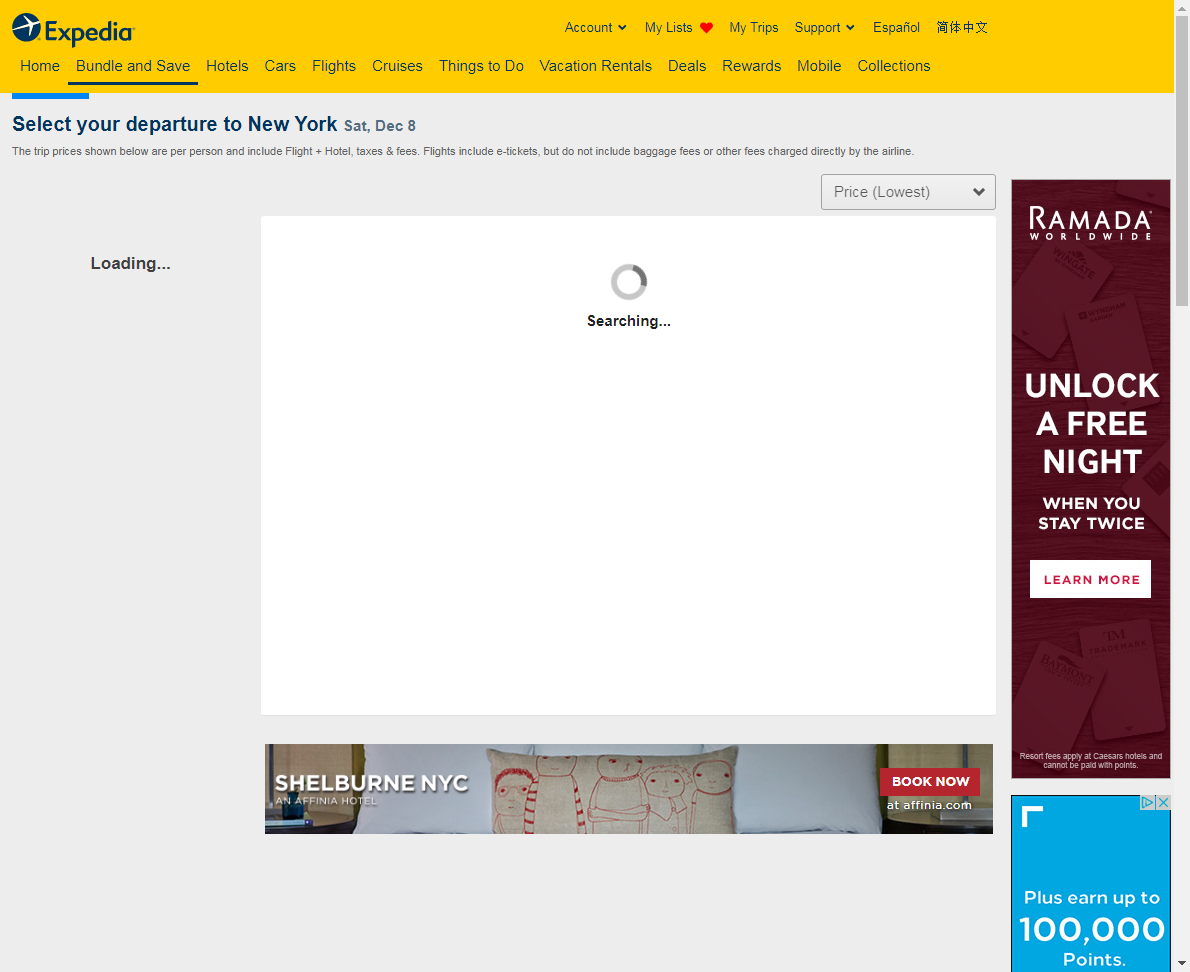 Expedia
Account
My Lists
My Trips
Support
Español
简体中文
Home
Bundle and Save
Hotels
Cars
Flights
Cruises
Things to Do
Vacation Rentals
Deals
Rewards
Mobile
Collections
Select your departure to New York Sat, Dec 8
The trip prices shown below are per person and include Flight + Hotel, taxes & fees. Flights include e-tickets, but do not include baggage fees or other fees charged directly by the airline.
Price (Lowest)
Loading...
Searching...
RAMADA
WORLDWIDE
WINGATE
WYNDHAM
UNLOCK
A FREE
NIGHT
WHEN YOU
STAY TWICE
LEARN MORE
TM
TRADEMARK
BAYMONT
Resort fees apply at Caesars hotels and
cannot be paid with points.
SHELBURNE NYC
AN AFFINIA HOTEL
BOOK NOW
at affinia.com
Plus earn up to
100,000
Points.